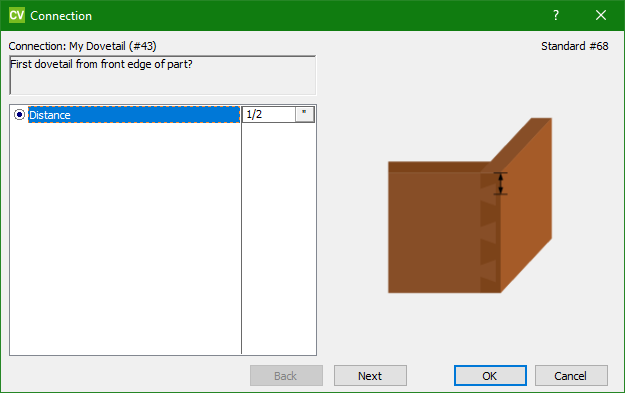 CV Connection ?
Connection: My Dovetail (#43) Standard #68
First dovetail from front edge of part?
Distance 1/2 "
Back Next OK Cancel